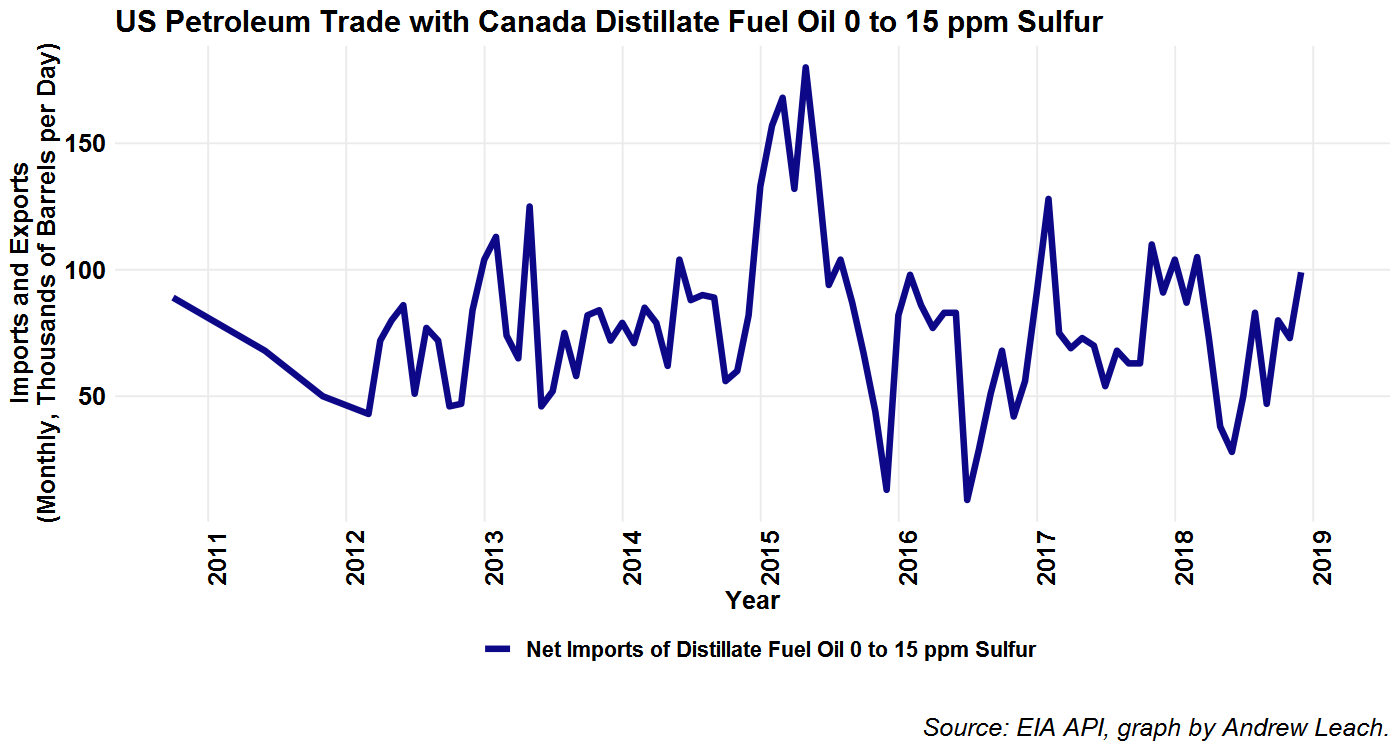 US Petroleum Trade with Canada Distillate Fuel Oil 0 to 15 ppm Sulfur
Imports and Exports
(Monthly, Thousands of Barrels per Day)
150
100
50
2011
2012
2013
2014
2015
2016
2017
2018
2019
Year
Net Imports of Distillate Fuel Oil 0 to 15 ppm Sulfur
Source: EIA API, graph by Andrew Leach.